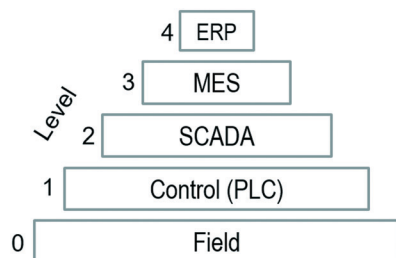 4 ERP
3 MES
Level
2 SCADA
1 Control (PLC)
0 Field